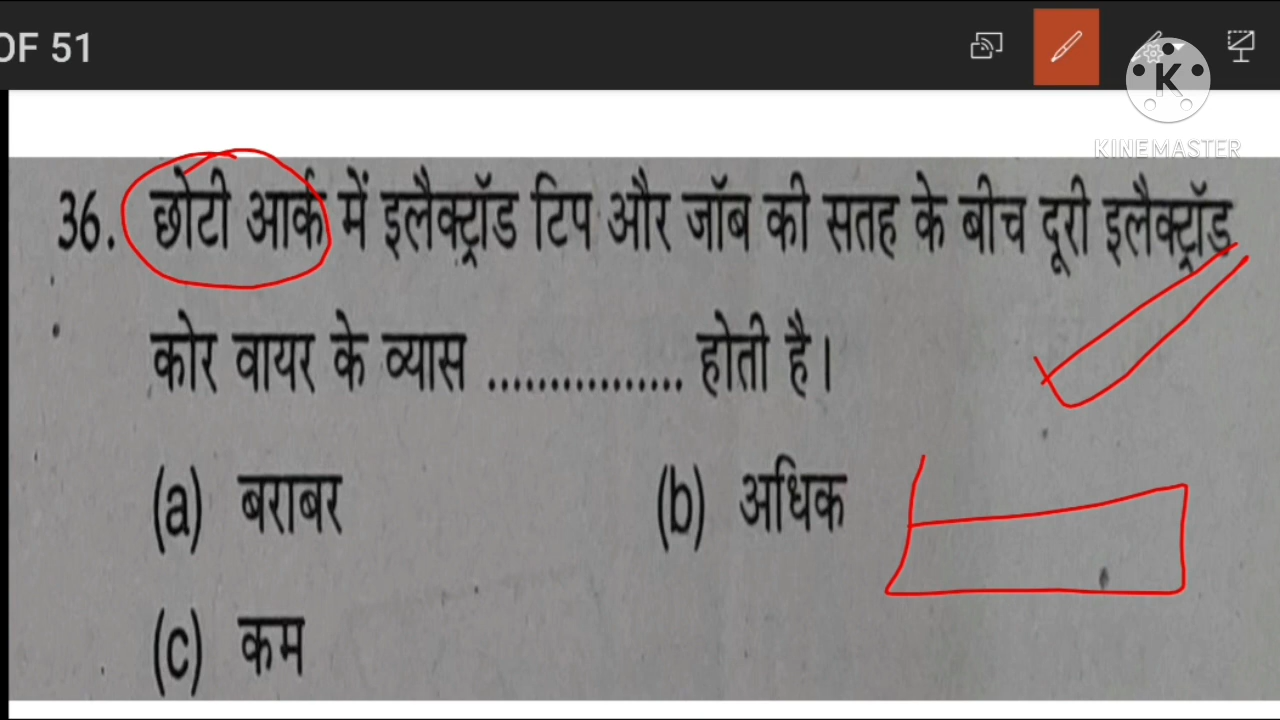 OF 51
K
KINEMASTER
36. छोटी आर्क में इलैक्ट्रॉड टिप और जॉब की सतह के बीच दूरी इलैक्ट्रॉड
कोर वायर के व्यास ................ होती है।
(a) बराबर (b) अधिक
(c) कम